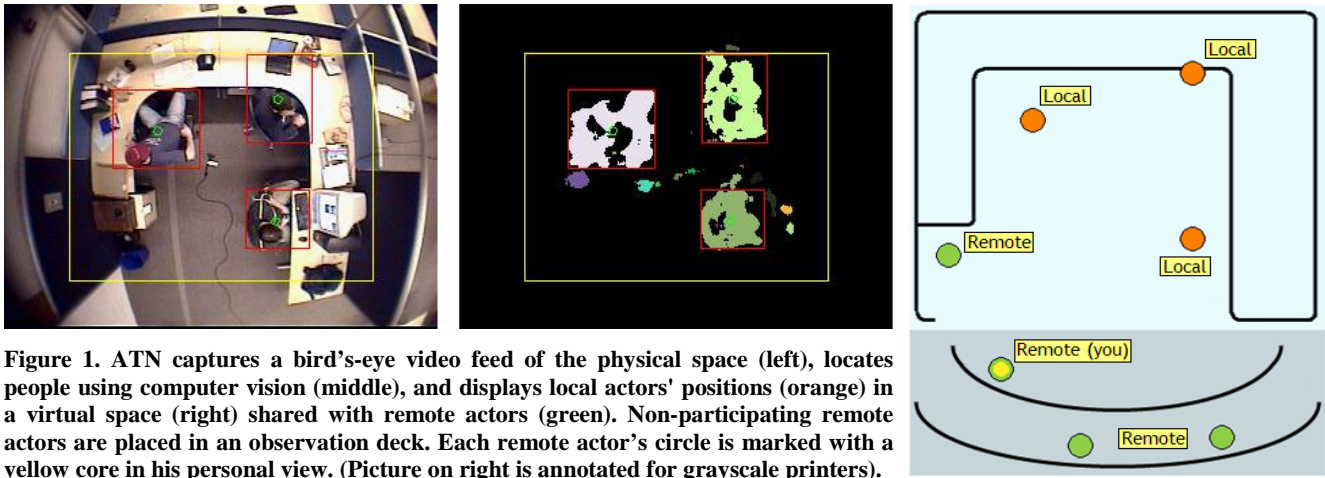 Local
Local
Remote
Local
Remote (you)
Remote
Figure 1. ATN captures a bird's-eye video feed of the physical space (left), locates
people using computer vision (middle), and displays local actors' positions (orange) in
a virtual space (right) shared with remote actors (green). Non-participating remote
actors are placed in an observation deck. Each remote actor's circle is marked with a
yellow core in his personal view. (Picture on right is annotated for grayscale printers).